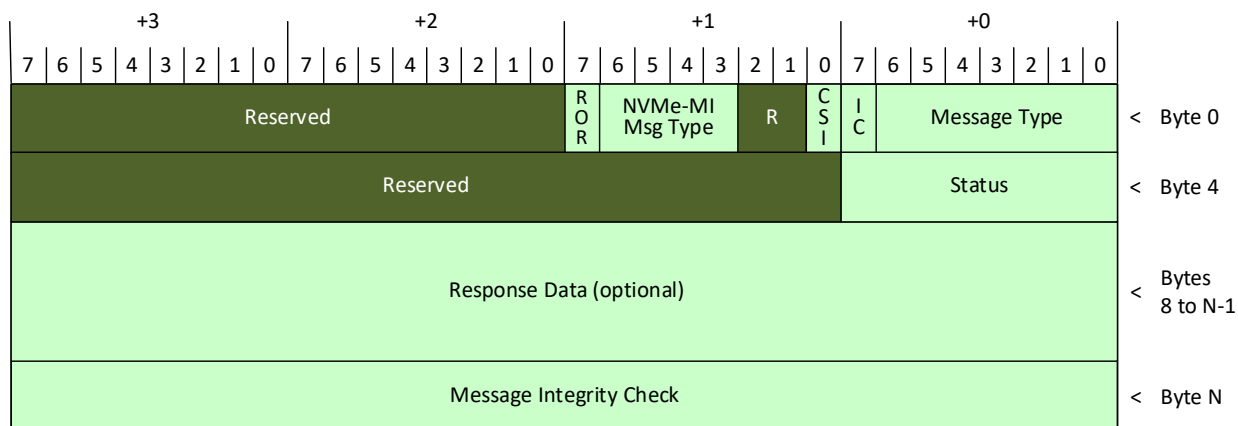 +3 +2 +1 +0
7 6 5 4 3 2 1 0 7 6 5 4 3 2 1 0 7 6 5 4 3 2 1 0 7 6 5 4 3 2 1 0
Reserved
R
O
R
NVMe-MI
Msg Type
R
C
S
I
I
C
Message Type
< Byte 0
Reserved Status < Byte 4
Response Data (optional)
< Bytes
8 to N-1
Message Integrity Check < Byte N